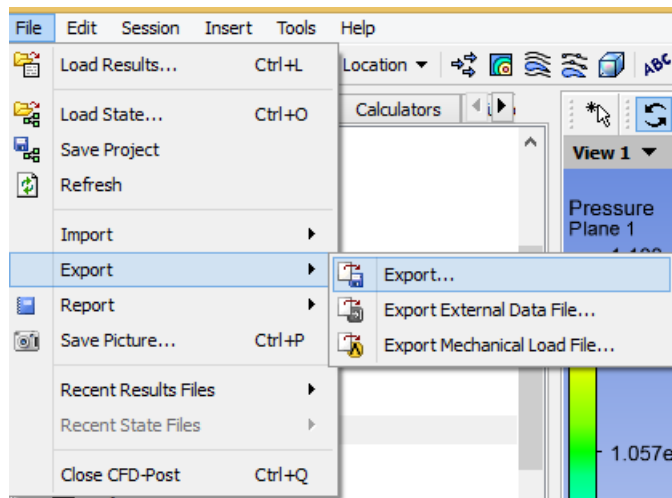 File Edit Session Insert Tools Help
Load Results... Ctrl+L
Location
ABC
Load State... Ctrl+O
Calculators
Save Project
View 1
Refresh
Pressure
Plane 1
Import
Export
Export...
Report
Export External Data File...
Save Picture... Ctrl+P
Export Mechanical Load File...
Recent Results Files
Recent State Files
1.057e
Close CFD-Post Ctrl+Q